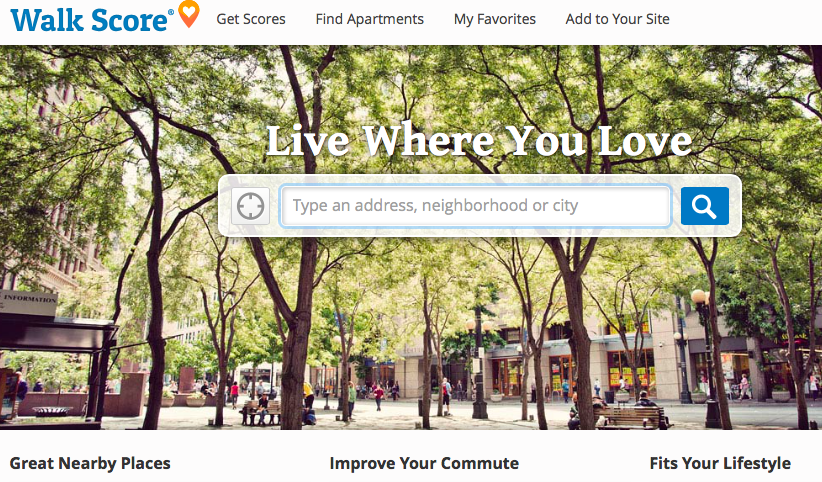 Walk Score®
Get Scores
Find Apartments
My Favorites
Add to Your Site
Live Where You Love
Type an address, neighborhood or city
INFORMATION
Great Nearby Places
Improve Your Commute
Fits Your Lifestyle